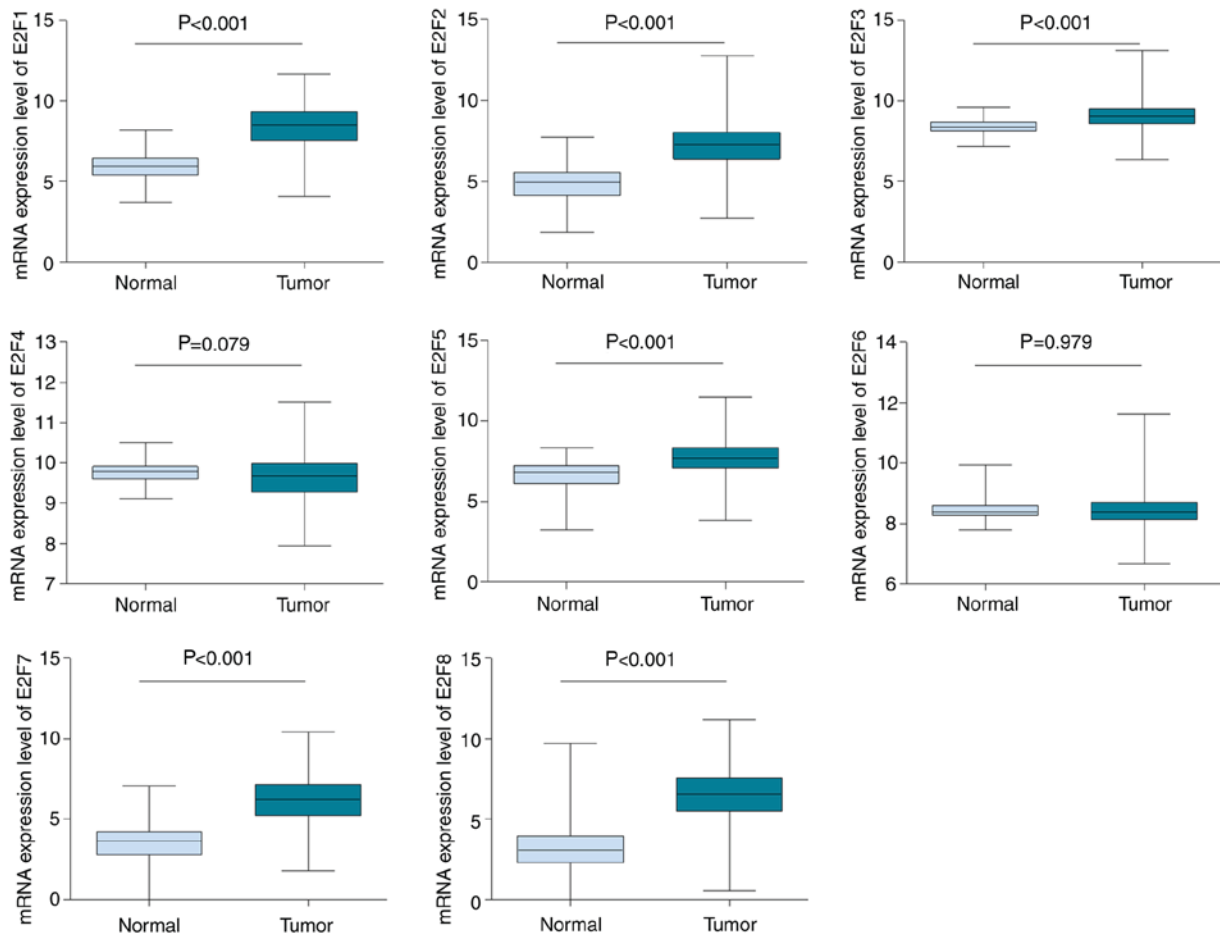 mRNA expression level of E2F1
P<0.001
15
10
5
0
Normal Tumor
mRNA expression level of E2F2
P<0.001
15
10
5
0
Normal Tumor
mRNA expression level of E2F3
P<0.001
15
10
5
0
Normal Tumor
mRNA expression level of E2F4
P=0.079
13
12
11
10
9
8
7
Normal Tumor
mRNA expression level of E2F5
P<0.001
15
10
5
0
Normal Tumor
mRNA expression level of E2F6
P=0.979
14
12
10
8
6
Normal Tumor
mRNA expression level of E2F7
P<0.001
15
10
5
0
Normal Tumor
mRNA expression level of E2F8
P<0.001
15
10
5
0
Normal Tumor